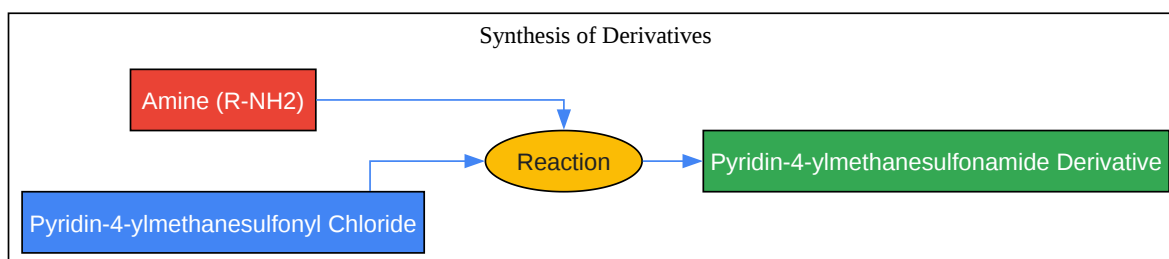 Synthesis of Derivatives
Amine (R-NH2)
Reaction
Pyridin-4-ylmethanesulfonamide Derivative
Pyridin-4-ylmethanesulfonyl Chloride